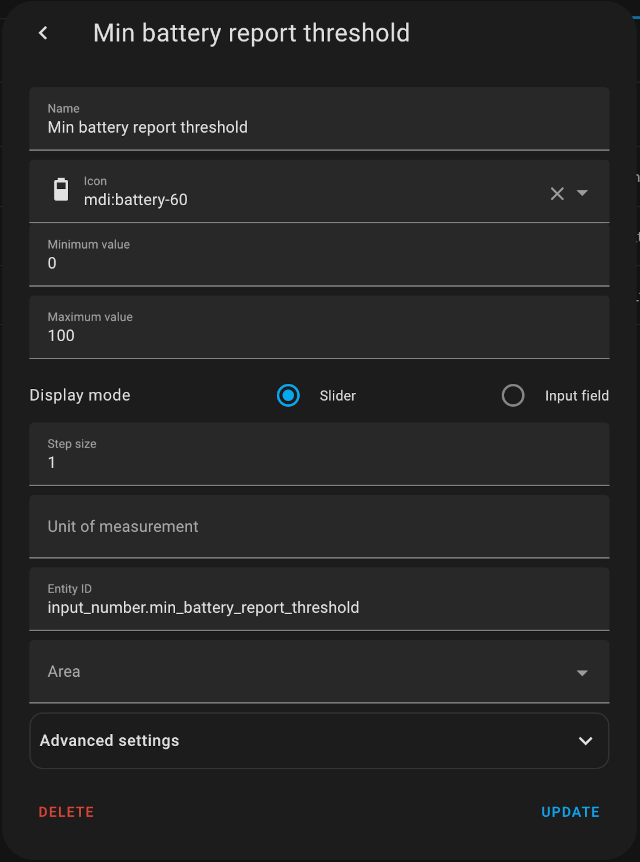 Min battery report threshold
Name
Min battery report threshold
Icon
mdi:battery-60
Minimum value
0
Maximum value
100
Display mode
Slider
Input field
Step size
1
Unit of measurement
Entity ID
input_number.min_battery_report_threshold
Area
Advanced settings
DELETE
UPDATE